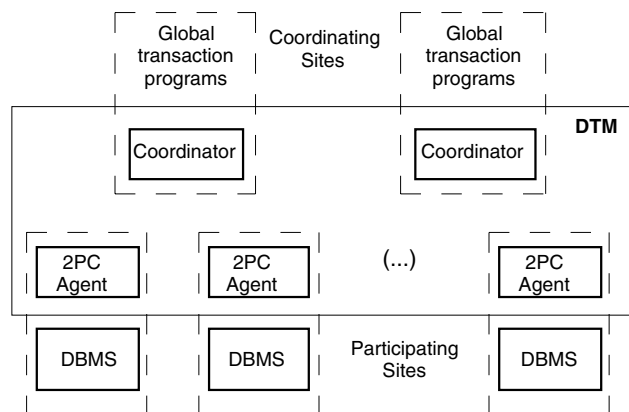 Global
transaction
programs
Coordinating
Sites
Global
transaction
programs
DTM
Coordinator
Coordinator
2PC
Agent
2PC
Agent
(...)
2PC
Agent
DBMS
DBMS
Participating
Sites
DBMS